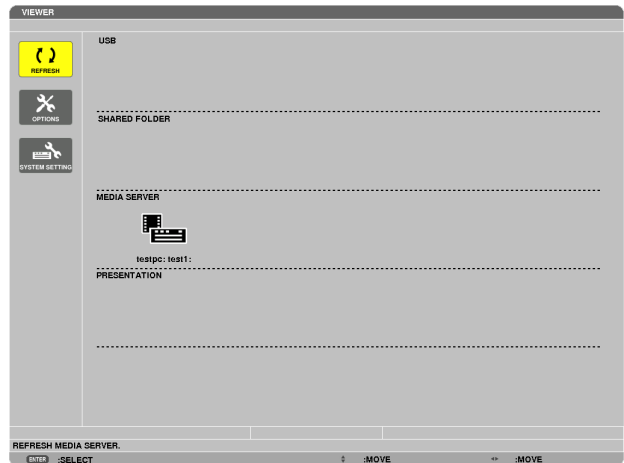 VIEWER
USB
REFRESH
OPTIONS
SHARED FOLDER
SYSTEM SETTING
MEDIA SERVER
testpc: test1:
PRESENTATION
REFRESH MEDIA SERVER.
ENTER :SELECT :MOVE :MOVE